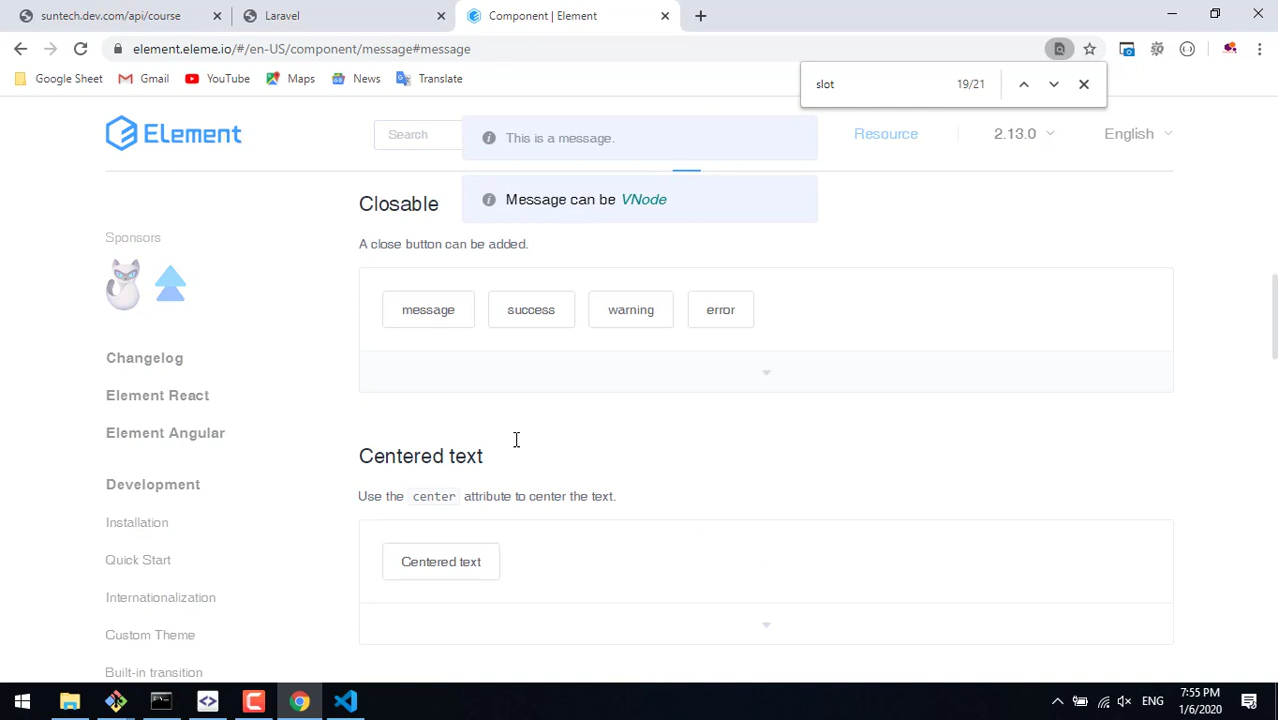 suntech.dev.com/api/course
Laravel
Component | Element
element.eleme.io/#/en-US/component/message#message
Google Sheet
Gmail
YouTube
Maps
News
Translate
slot
19/21
Element
Search
This is a message.
Resource
2.13.0
English
Message can be VNode
Closable
A close button can be added.
message
success
warning
error
Sponsors
Changelog
Element React
Element Angular
Development
Installation
Quick Start
Internationalization
Custom Theme
Built-in transition
Centered text
Use the center attribute to center the text.
Centered text
ENG
7:55 PM
1/6/2020